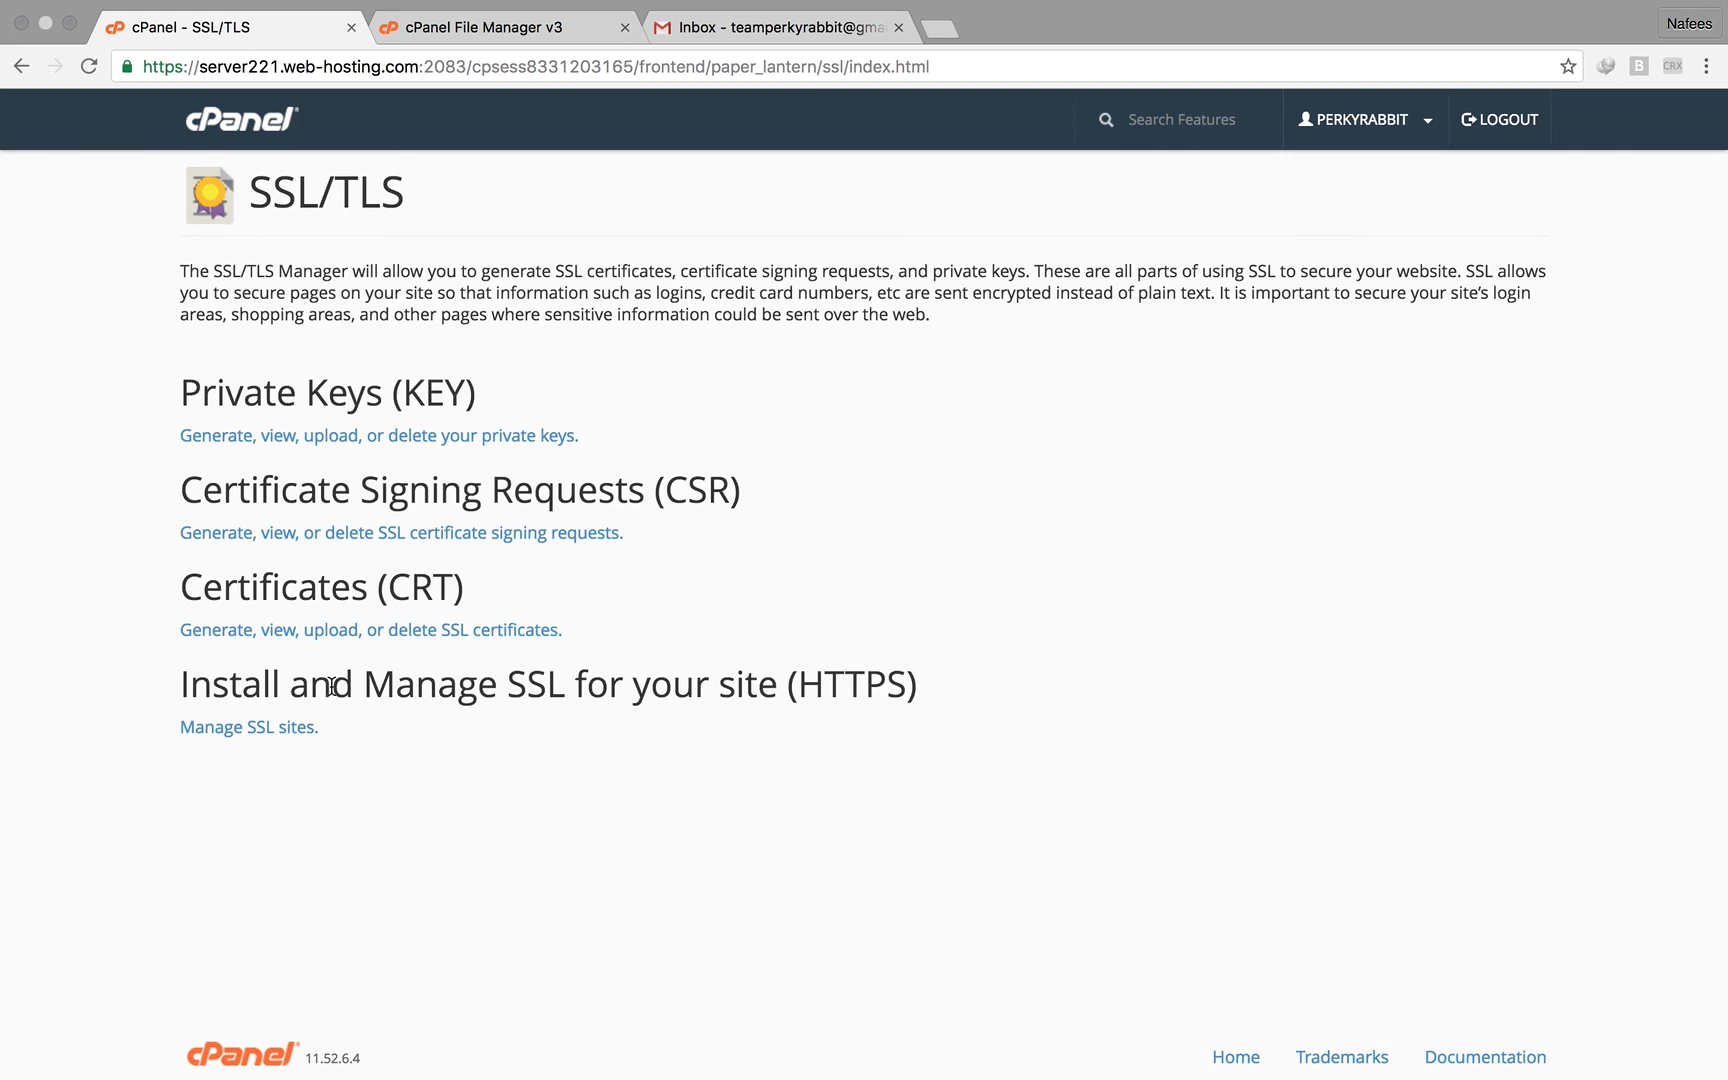 cPanel - SSL/TLS
cPanel File Manager v3
Inbox - teamperkyrabbit@gma
Nafees
https://server221.web-hosting.com:2083/cpsess8331203165/frontend/paper_lantern/ssl/index.html
B
CRX
cPanel
Search Features
PERKYRABBIT
LOGOUT
SSL/TLS
The SSL/TLS Manager will allow you to generate SSL certificates, certificate signing requests, and private keys. These are all parts of using SSL to secure your website. SSL allows
you to secure pages on your site so that information such as logins, credit card numbers, etc are sent encrypted instead of plain text. It is important to secure your site’s login
areas, shopping areas, and other pages where sensitive information could be sent over the web.
Private Keys (KEY)
Generate, view, upload, or delete your private keys.
Certificate Signing Requests (CSR)
Generate, view, or delete SSL certificate signing requests.
Certificates (CRT)
Generate, view, upload, or delete SSL certificates.
Install and Manage SSL for your site (HTTPS)
Manage SSL sites.
cPanel 11.52.6.4
Home
Trademarks
Documentation